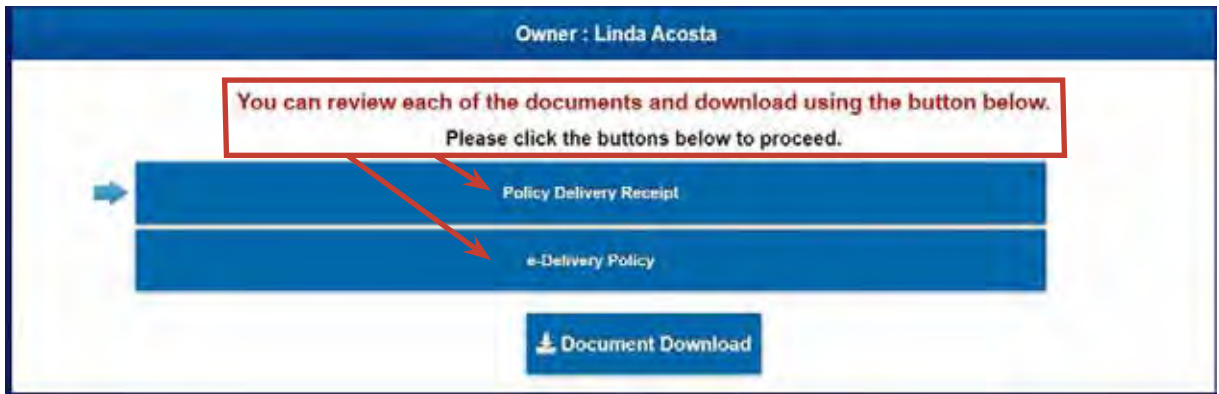 Owner : Linda Acosta
You can review each of the documents and download using the button below.
Please click the buttons below to proceed.
Policy Delivery Receipt
e-Delivery Policy
Document Download